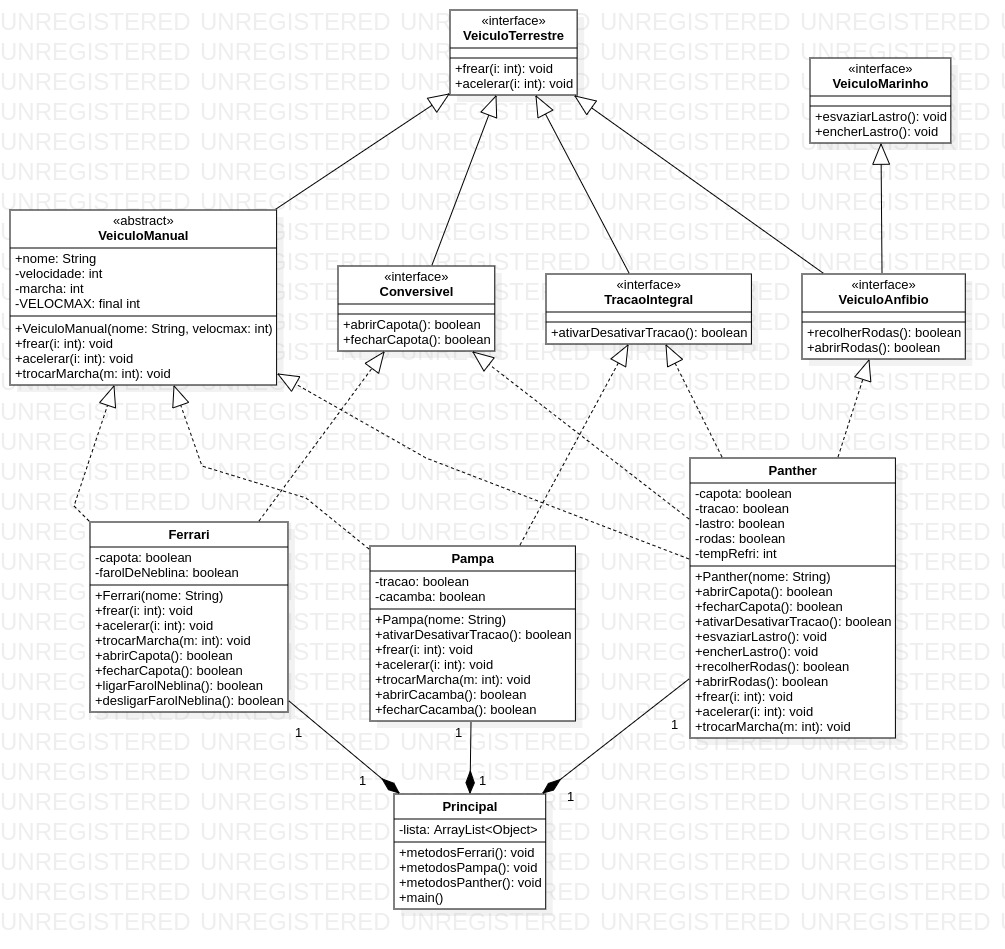 «interface»
VeiculoTerrestre
+frear(i: int): void
+acelerar(i: int): void
«interface»
VeiculoMarinho
+esvaziarLastro(): void
+encherLastro(): void
«abstract»
VeiculoManual
+nome: String
-velocidade: int
-marcha: int
-VELOCMAX: final int
+VeiculoManual(nome: String, velocmax: int)
+frear(i: int): void
+acelerar(i: int): void
+trocarMarcha(m: int): void
«interface»
Conversivel
+abrirCapota(): boolean
+fecharCapota(): boolean
«interface»
TracaoIntegral
+ativarDesativarTracao(): boolean
«interface»
VeiculoAnfibio
+recolherRodas(): boolean
+abrirRodas(): boolean
Ferrari
-capota: boolean
-farolDeNeblina: boolean
+Ferrari(nome: String)
+frear(i: int): void
+acelerar(i: int): void
+trocarMarcha(m: int): void
+abrirCapota(): boolean
+fecharCapota(): boolean
+ligarFarolNeblina(): boolean
+desligarFarolNeblina(): boolean
Pampa
-tracao: boolean
-cacamba: boolean
+Pampa(nome: String)
+ativarDesativarTracao(): boolean
+frear(i: int): void
+acelerar(i: int): void
+trocarMarcha(m: int): void
+abrirCacamba(): boolean
+fecharCacamba(): boolean
Panther
-capota: boolean
-tracao: boolean
-lastro: boolean
-rodas: boolean
-tempRefri: int
+Panther(nome: String)
+abrirCapota(): boolean
+fecharCapota(): boolean
+ativarDesativarTracao(): boolean
+esvaziarLastro(): void
+encherLastro(): void
+recolherRodas(): boolean
+abrirRodas(): boolean
+frear(i: int): void
+acelerar(i: int): void
+trocarMarcha(m: int): void
1
1
1
1
1
1
Principal
-lista: ArrayList<Object>
+metodosFerrari(): void
+metodosPampa(): void
+metodosPanther(): void
+main()
UNREGISTERED